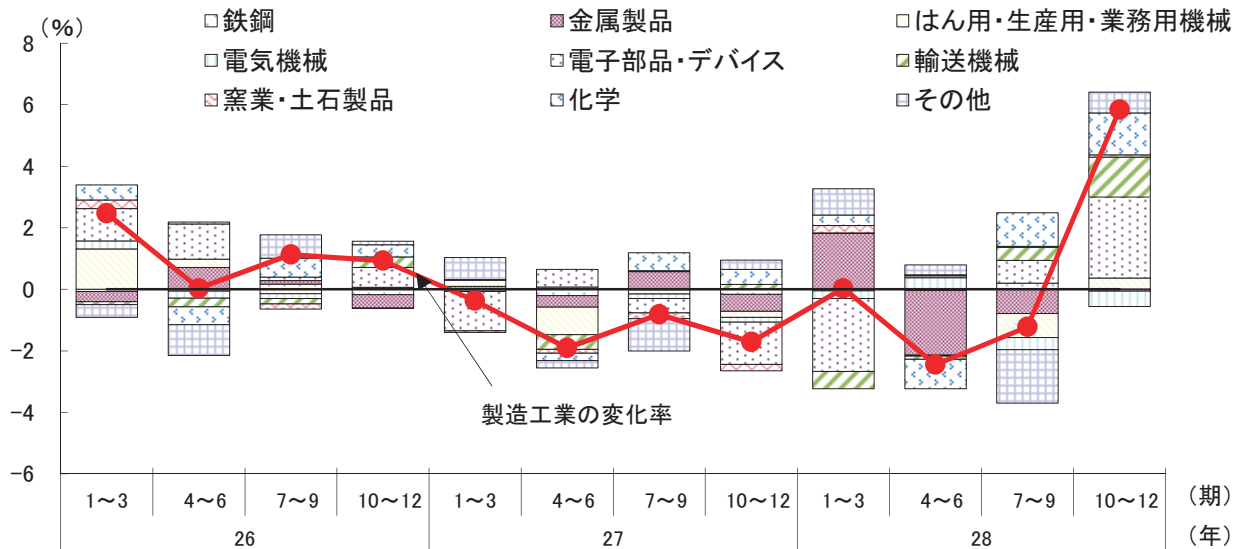 (%)
鉄鋼 金属製品 はん用・生産用・業務用機械
電気機械 電子部品・デバイス 輸送機械
窯業・土石製品 化学 その他
8
6
4
2
0
-2
-4
-6
製造工業の変化率
1~3 4~6 7~9 10~12 1~3 4~6 7~9 10~12 1~3 4~6 7~9 10~12 (期)
26 27 28 (年)